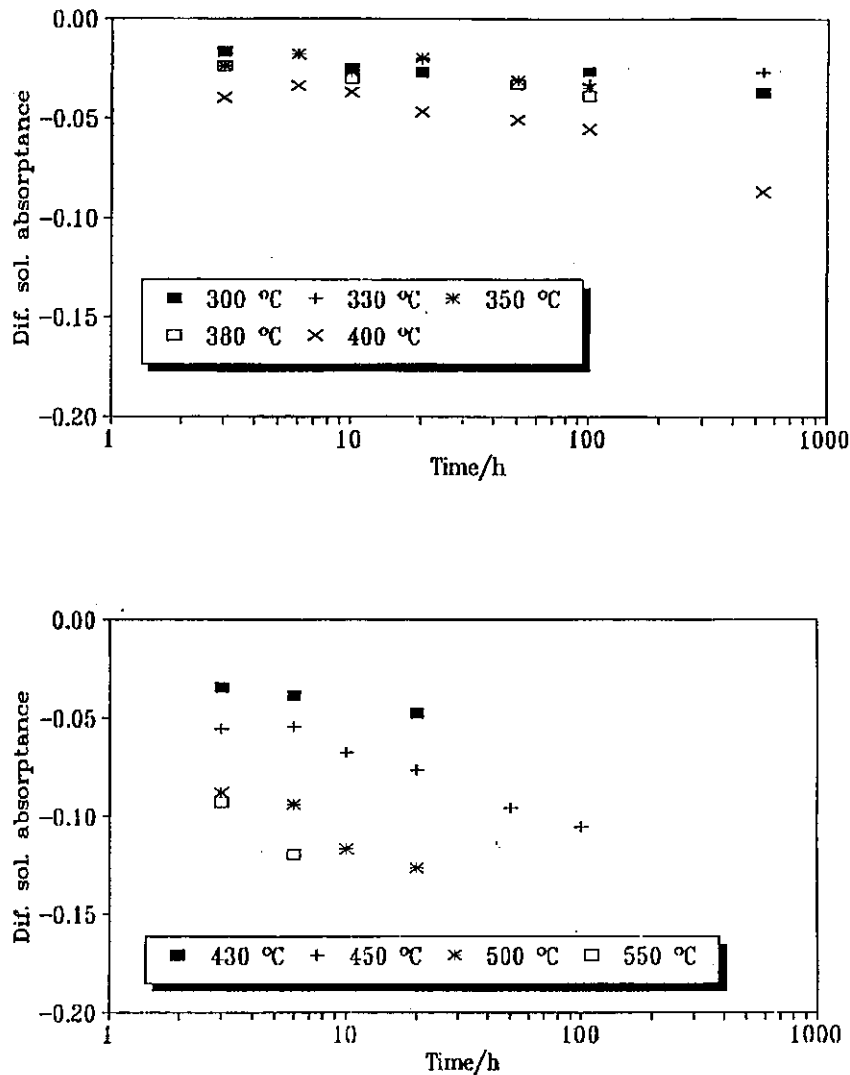 0.00
-0.05
-0.10
-0.15
-0.20
Dif. sol. absorptance
300 °C 330 °C 350 °C
380 °C 400 °C
1 10 100 1000
Time/h
0.00
-0.05
-0.10
-0.15
-0.20
Dif. sol. absorptance
430 °C 450 °C 500 °C 550 °C
1 10 100 1000
Time/h